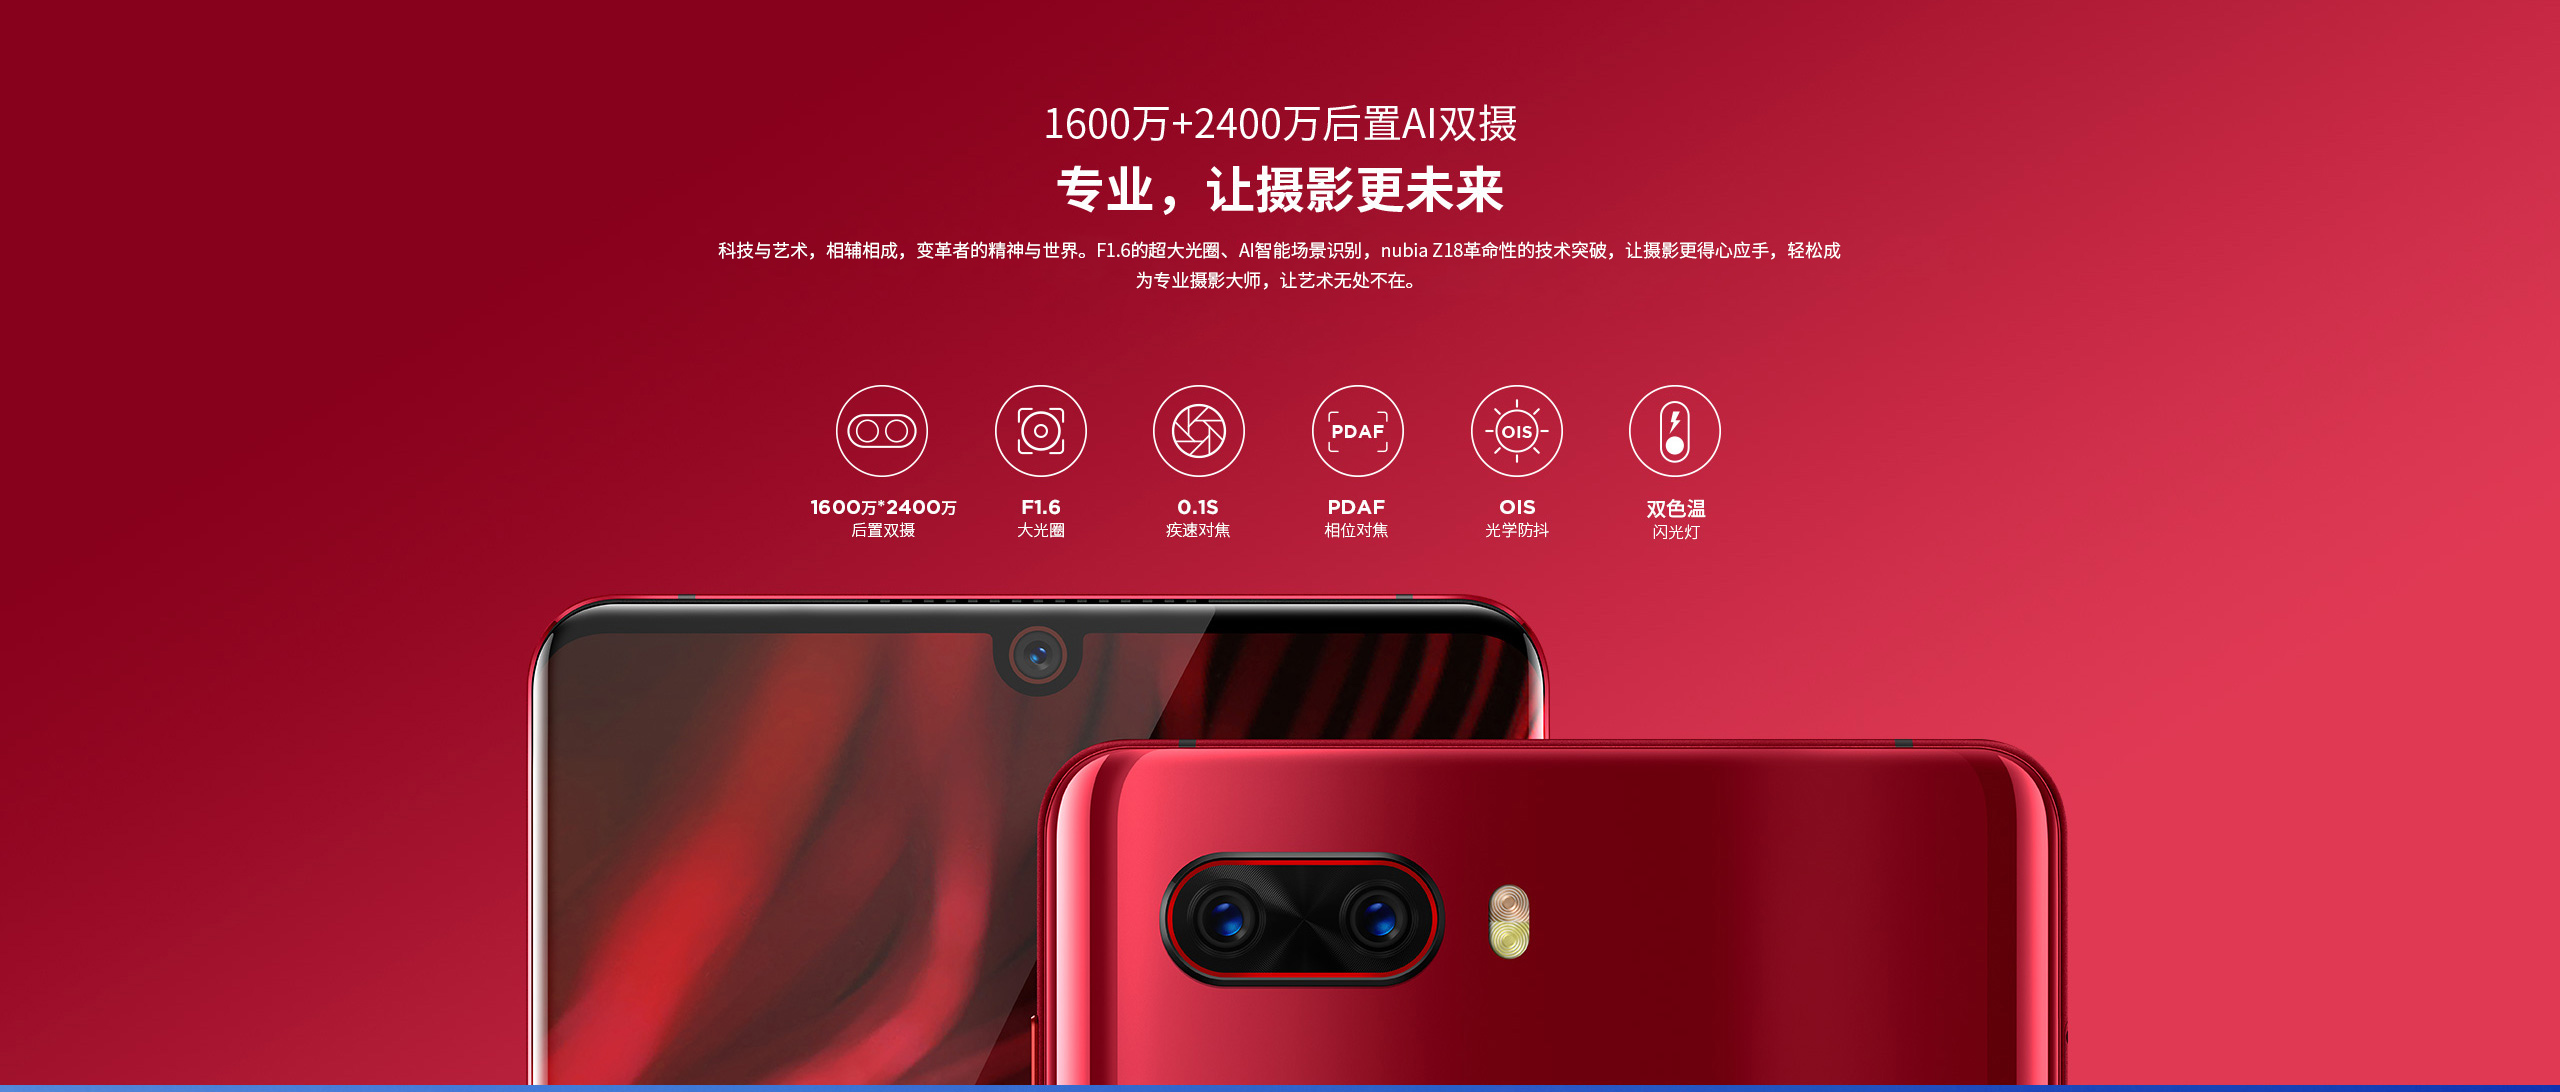 1600万+2400万后置AI双摄
专业，让摄影更未来
科技与艺术，相辅相成，变革者的精神与世界。F1.6的超大光圈、AI智能场景识别，nubia Z18革命性的技术突破，让摄影更得心应手，轻松成
为专业摄影大师，让艺术无处不在。
PDAF
OIS
1600万*2400万
后置双摄
F1.6
大光圈
0.1S
疾速对焦
PDAF
相位对焦
OIS
光学防抖
双色温
闪光灯